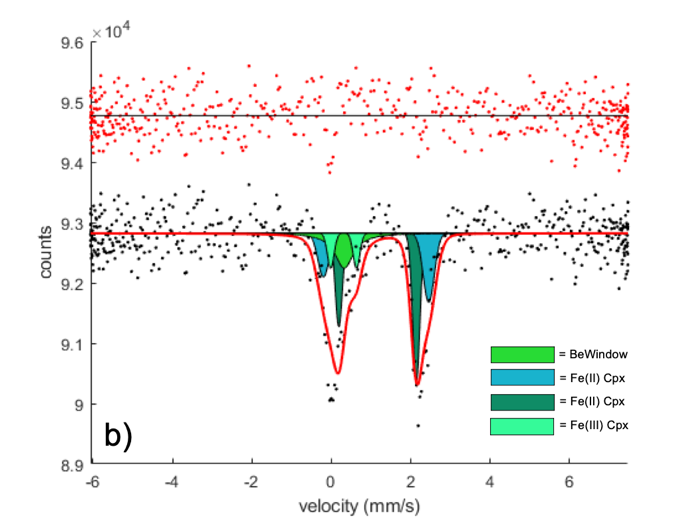 ×10⁴
9.6
9.5
9.4
9.3
9.2
9.1
9
8.9
counts
= BeWindow
= Fe(II) Cpx
= Fe(II) Cpx
= Fe(III) Cpx
b)
-6 -4 -2 0 2 4 6
velocity (mm/s)